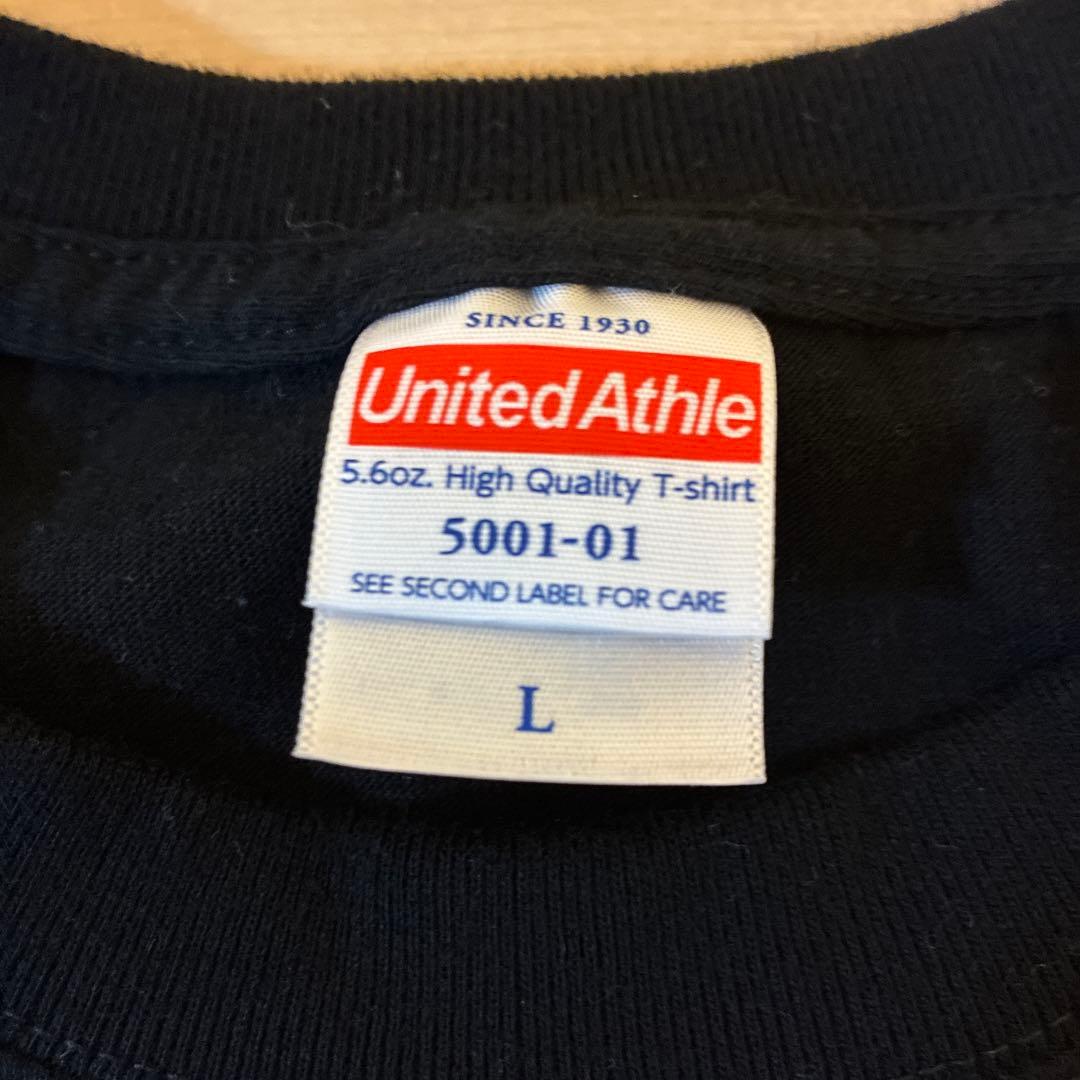 SINCE 1930
United Athle
5.6oz. High Quality T-shirt
5001-01
SEE SECOND LABEL FOR CARE
L